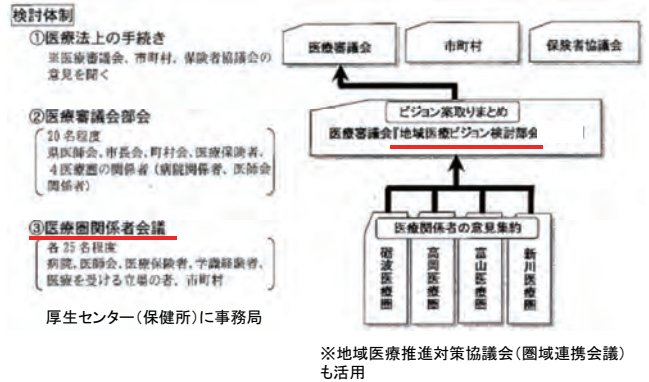 検討体制
①医療法上の手続き
※医療審議会、市町村、保険者協議会の
意見を聞く
②医療審議会部会
20名程度
県医師会、市長会、町村会、医療保険者、
4医療圏の関係者(病院関係者、医師会
関係者)
③医療圏関係者会議
各25名程度
病院、医師会、医療保険者、学識経験者、
医療を受ける立場の者、市町村
厚生センター(保健所)に事務局
医療審議会
市町村
保険者協議会
ビジョン案取りまとめ
医療審議会『地域医療ビジョン検討部会
医療関係者の意見集約
砺波医療圏
高岡医療圏
富山医療圏
新川医療圏
※地域医療推進対策協議会(圏域連携会議)
も活用